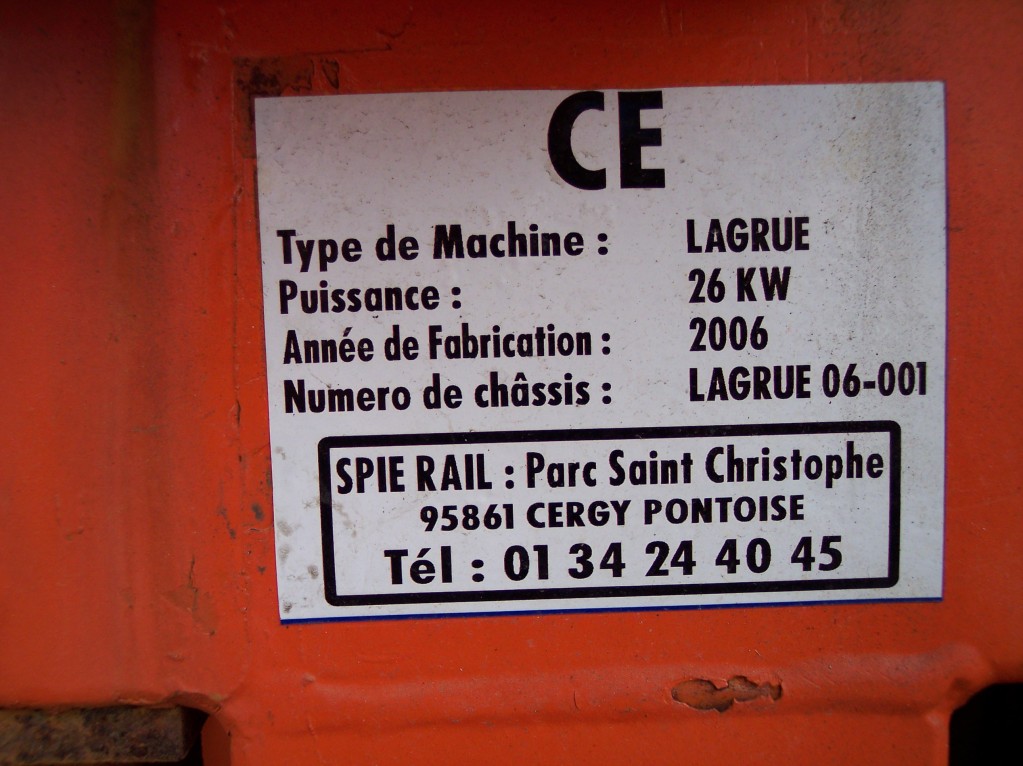 CE
Type de Machine : LAGRUE
Puissance : 26 KW
Année de Fabrication : 2006
Numero de châssis : LAGRUE 06-001
SPIE RAIL : Parc Saint Christophe
95861 CERGY PONTOISE
Tél : 01 34 24 40 45